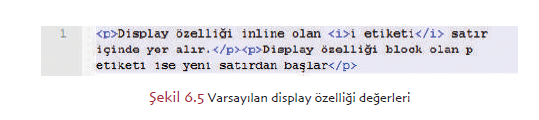 1 <p>Display özelliği inline olan <i>i etiketi</i> satır
içinde yer alır.</p><p>Display özelliği block olan p
etiketi ise yeni satırdan başlar</p>
Şekil 6.5 Varsayılan display özelliği değerleri